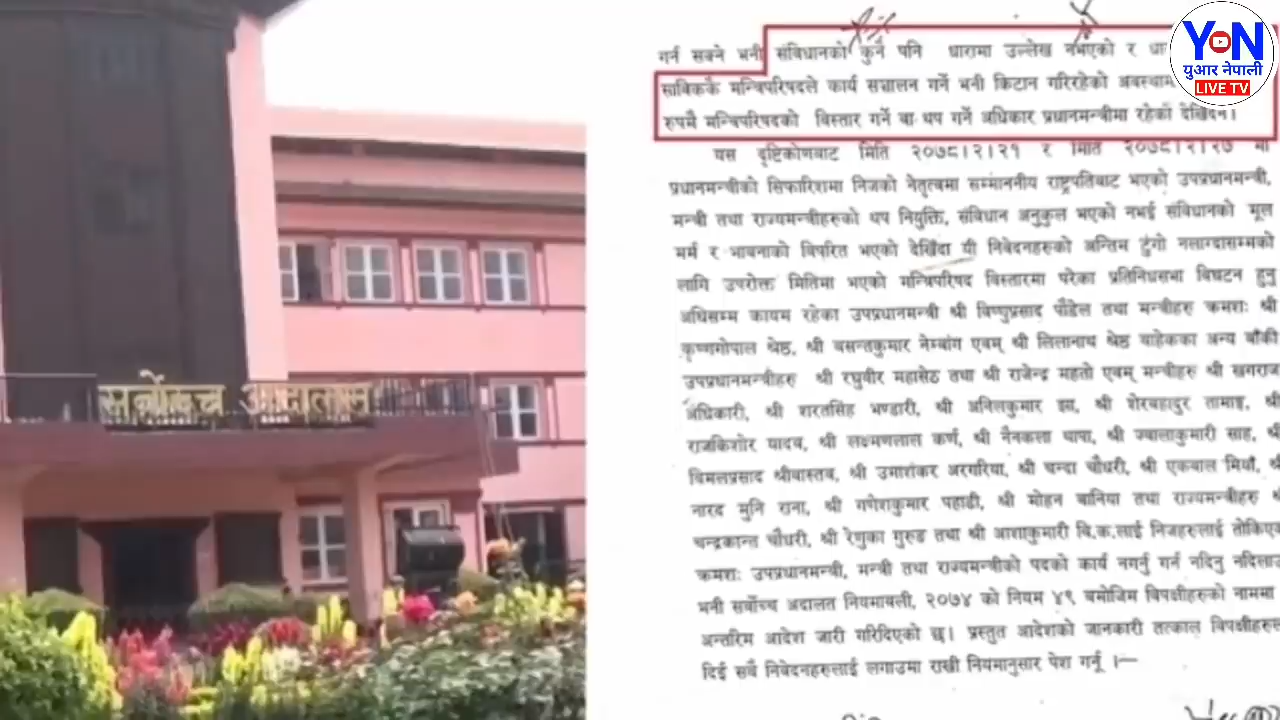 YON
युआर नेपाली
LIVE TV
सर्वोच्च अदालत
गर्न सक्ने भनी संविधानको कुनै पनि धारामा उल्लेख नभएको र
साविककै मन्त्रिपरिषदले कार्य सञ्चालन गर्ने भनी किटान गरिरहेको अवस्थामा
रुपमै मन्त्रिपरिषदको विस्तार गर्ने वा थप गर्ने अधिकार प्रधानमन्त्रीमा रहेको देखिँदैन।
यस दृष्टिकोणबाट मिति २०७८।२।२१ र मिति २०७८।२।२७ मा
प्रधानमन्त्रीको सिफारिशमा निजको नेतृत्वमा सम्माननीय राष्ट्रपतिबाट भएको उपप्रधानमन्त्री,
मन्त्री तथा राज्यमन्त्रीहरुको थप नियुक्ति, संविधान अनुकुल भएको नभई संविधानको मूल
मर्म र भावनाको विपरित भएको देखिँदा यी निवेदनहरुको अन्तिम टुंगो नलाग्दासम्मको
लागि उपरोक्त मितिमा भएको मन्त्रिपरिषद विस्तारमा परेका प्रतिनिधिसभा विघटन हुनु
अघिसम्म कायम रहेका उपप्रधानमन्त्री श्री विष्णुप्रसाद पौडेल तथा मन्त्रीहरु क्रमशः श्री
कृष्णगोपाल श्रेष्ठ, श्री वसन्तकुमार नेम्वांग एवम् श्री लिलानाथ श्रेष्ठ बाहेकका अन्य बाँकी
उपप्रधानमन्त्रीहरु श्री रघुवीर महासेठ तथा श्री राजेन्द्र महतो एवम् मन्त्रीहरु श्री खगराज
अधिकारी, श्री शरतसिंह भण्डारी, श्री अनिलकुमार झा, श्री शेरबहादुर तामाङ, श्री
राजकिशोर यादव, श्री लक्ष्मणलाल कर्ण, श्री नैनकला थापा, श्री ज्वालाकुमारी साह, श्री
विमलप्रसाद श्रीवास्तव, श्री उमाशंकर अरगरिया, श्री चन्दा चौधरी, श्री एकवाल मियाँ, श्री
नारद मुनि राना, श्री गणेशकुमार पहाडी, श्री मोहन बानिया तथा राज्यमन्त्रीहरु श्री
चन्द्रकान्त चौधरी, श्री रेणुका गुरुङ तथा श्री आशाकुमारी वि.क.लाई निजहरुलाई तोकिएको
क्रमशः उपप्रधानमन्त्री, मन्त्री तथा राज्यमन्त्रीको पदको कार्य नगर्नु गर्न नदिनु
भनी सर्वोच्च अदालत नियमावली, २०७४ को नियम ४९ बमोजिम विपक्षीहरुको नाममा
अन्तरिम आदेश जारी गरिदिएको छ। प्रस्तुत आदेशको जानकारी तत्काल विपक्षीहरुलाई
दिई सबै निवेदनहरुलाई लगाउमा राखी नियमानुसार पेश गर्नू ।—